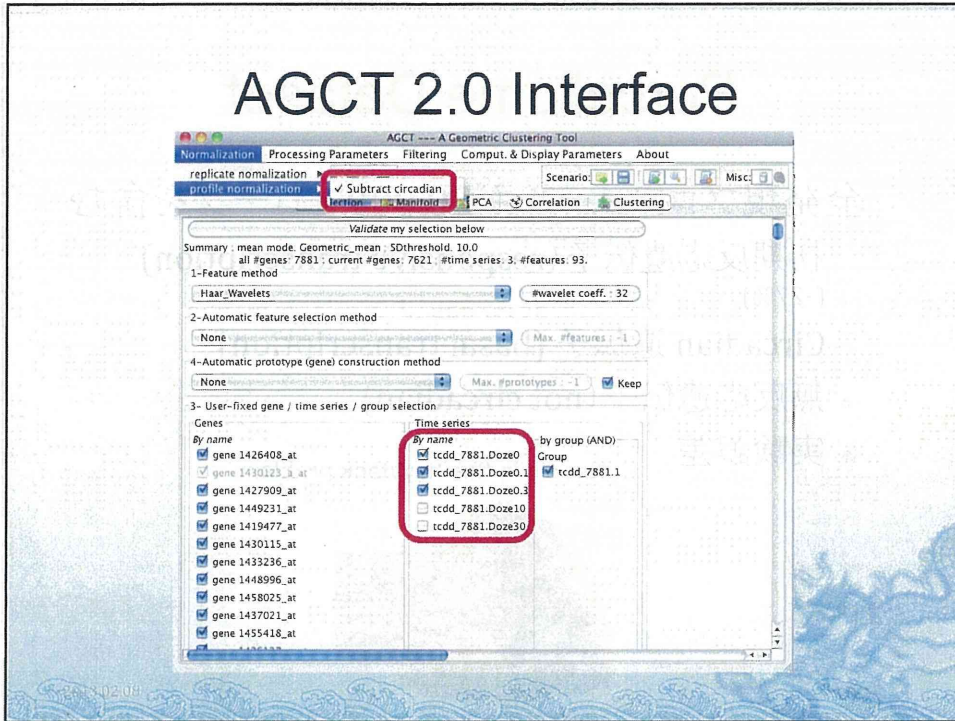 AGCT 2.0 Interface
AGCT --- A Geometric Clustering Tool
Normalization Processing Parameters Filtering Comput. & Display Parameters About
replicate nomalization
Scenario: Misc:
profile normalization ✓ Subtract circadian
Manifold PCA Correlation Clustering
Validate my selection below
Summary : mean mode. Geometric_mean ; SDthreshold. 10.0
all #genes: 7881 ; current #genes: 7621 ; #time series: 3, #features: 93.
1-Feature method
Haar_Wavelets #wavelet coeff. : 32
2-Automatic feature selection method
None Max. #features : -1
4-Automatic prototype (gene) construction method
None Max. #prototypes : -1 Keep
3- User-fixed gene / time series / group selection
Genes Time series
By name By name by group (AND)
gene 1426408_at tcdd_7881.Doze0 Group
gene 1430123_a_at tcdd_7881.Doze0.1 tcdd_7881.1
gene 1427909_at tcdd_7881.Doze0.3
gene 1449231_at tcdd_7881.Doze10
gene 1419477_at tcdd_7881.Doze30
gene 1430115_at
gene 1433236_at
gene 1448996_at
gene 1458025_at
gene 1437021_at
gene 1455418_at